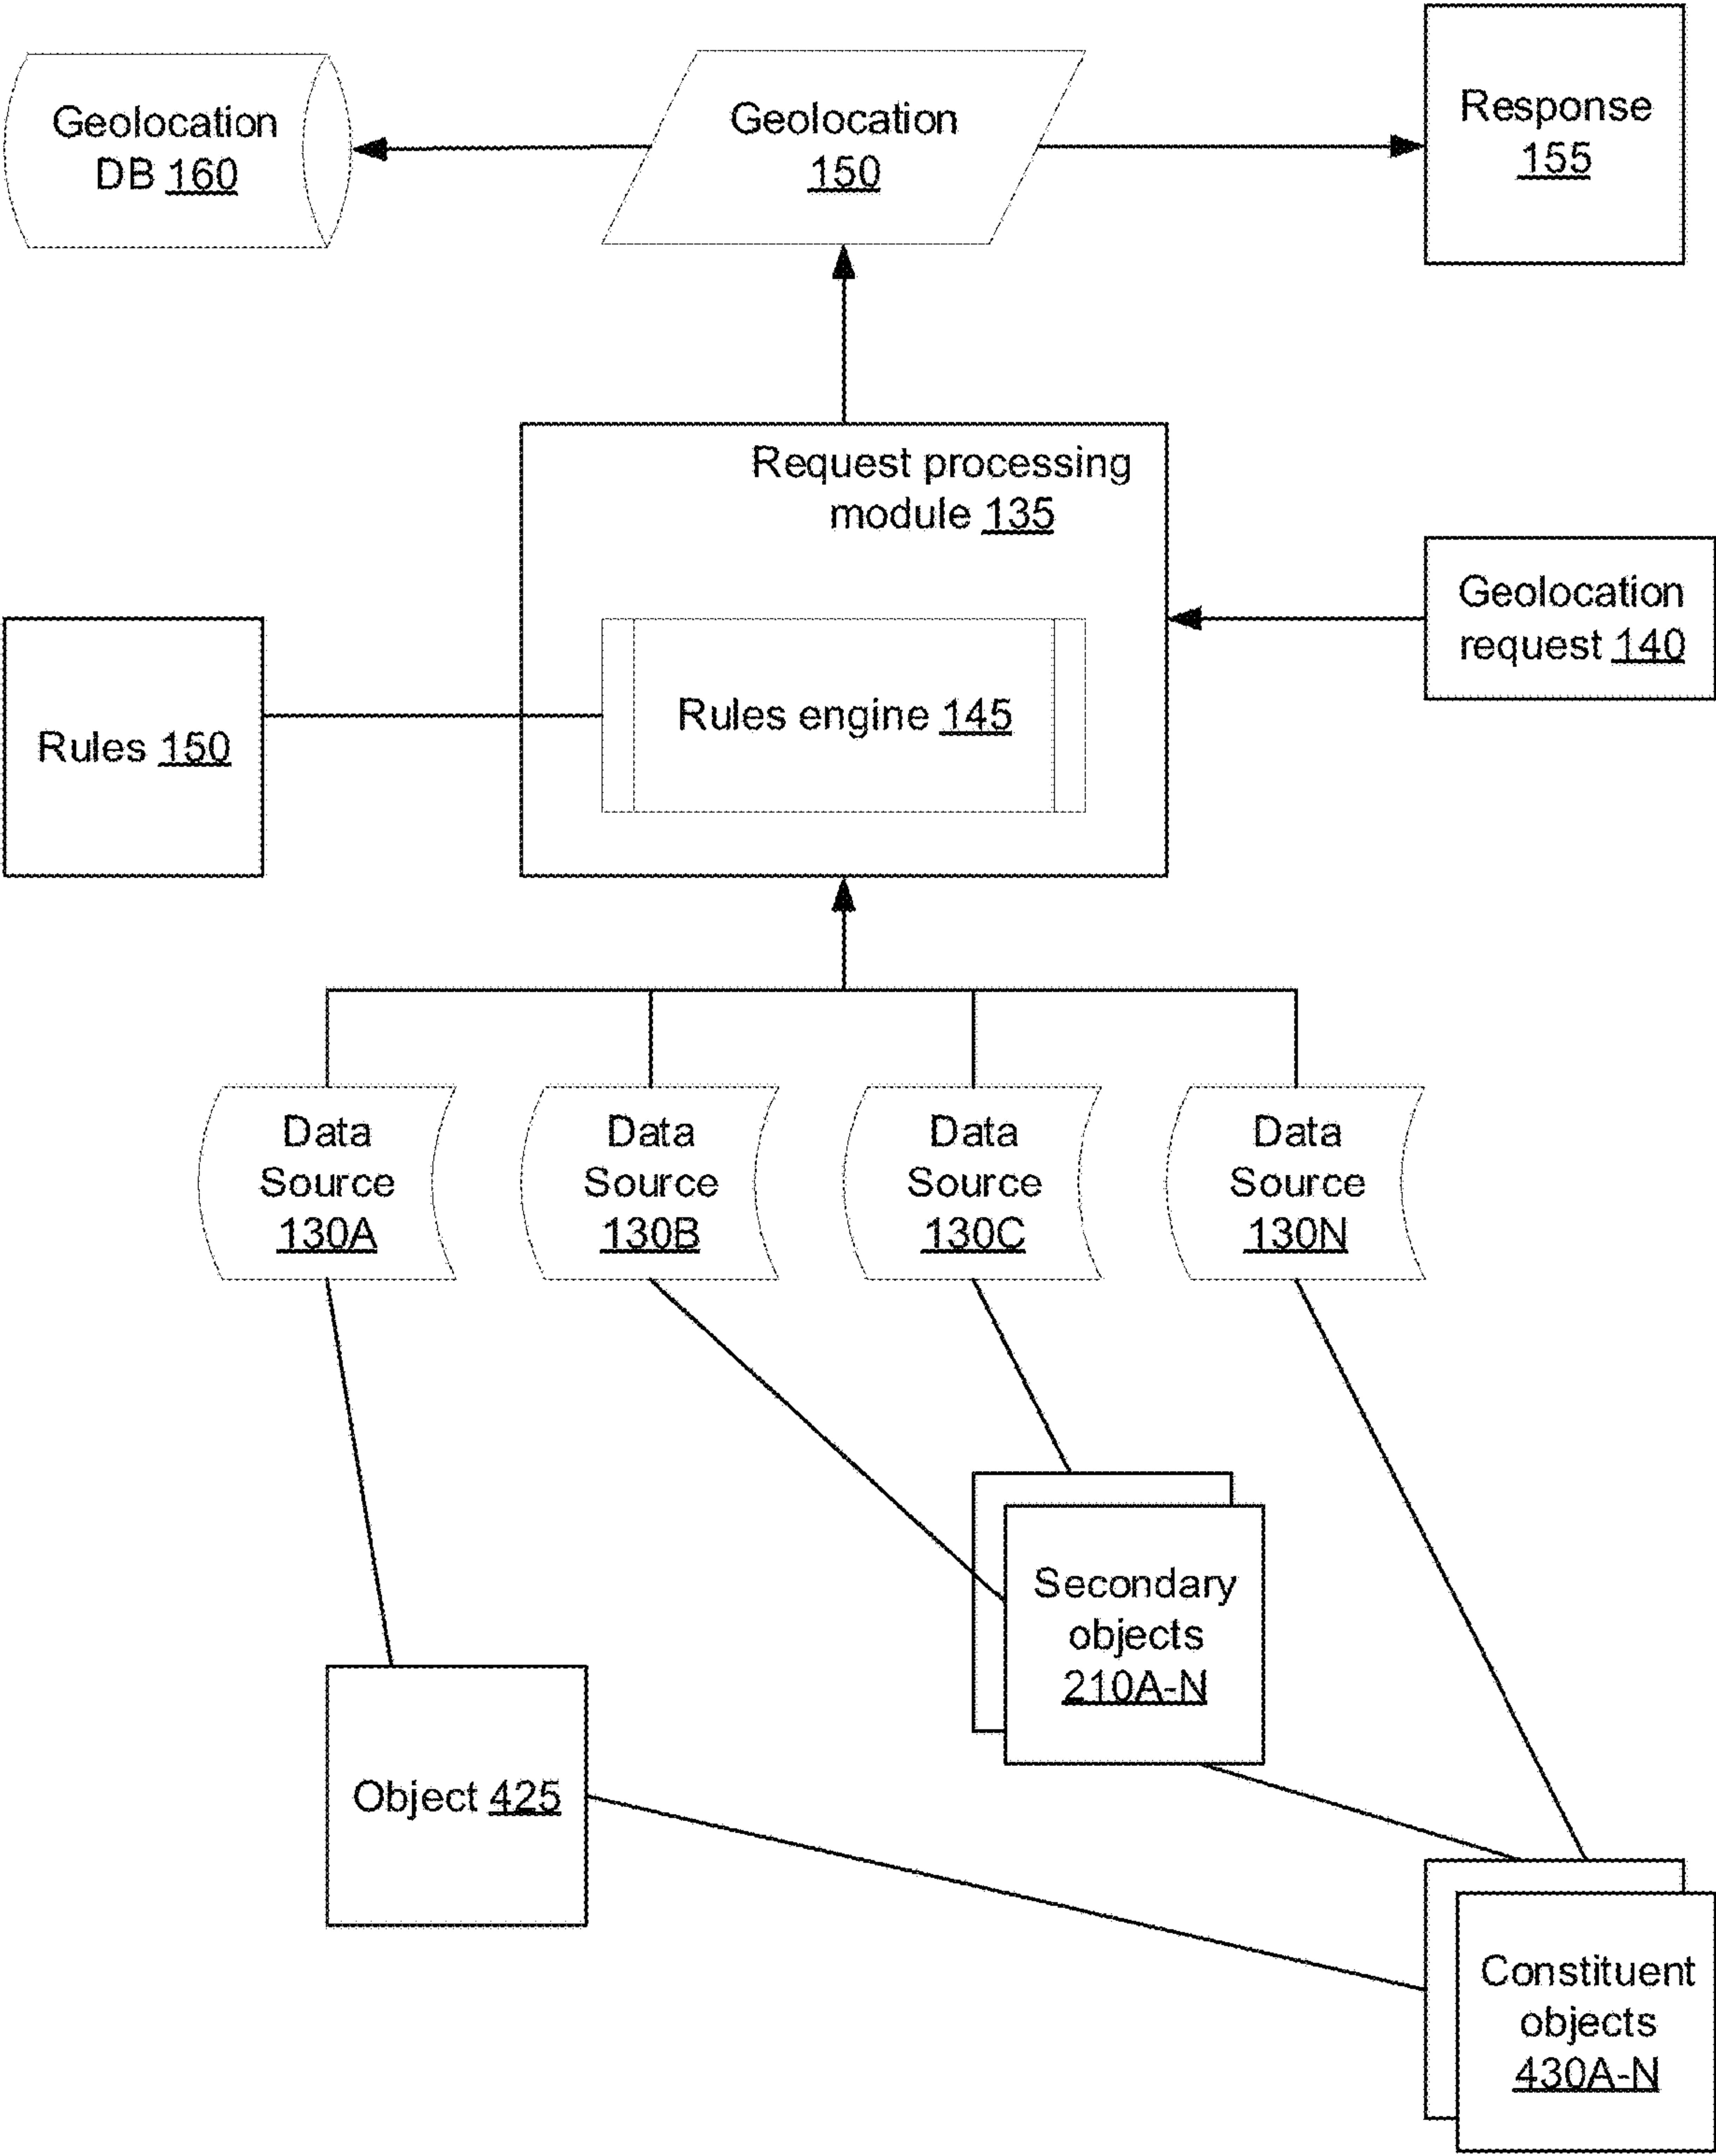 Geolocation
DB 160
Geolocation
150
Response
155
Request processing
module 135
Geolocation
request 140
Rules engine 145
Rules 150
Data
Source
130A
Data
Source
130B
Data
Source
130C
Data
Source
130N
Secondary
objects
210A-N
Object 425
Constituent
objects
430A-N